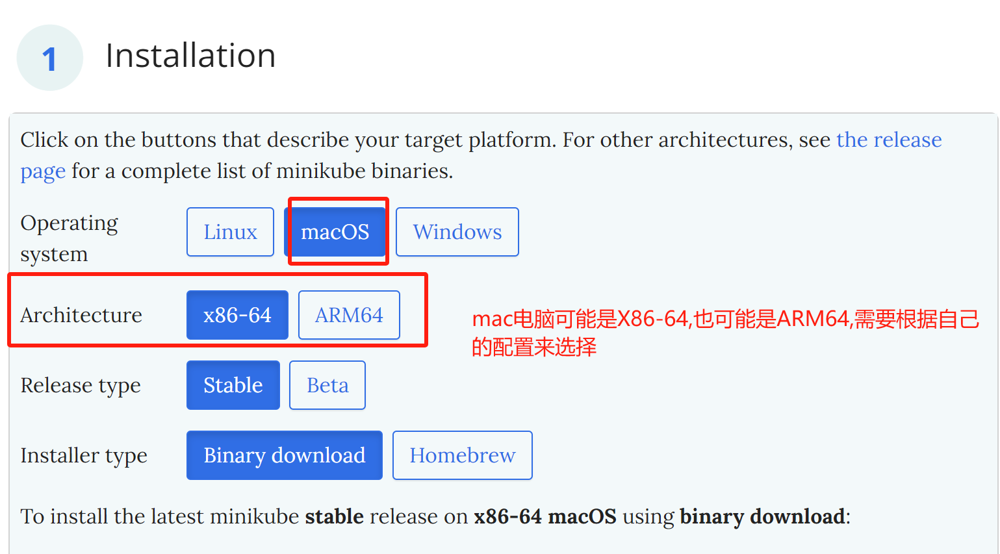 1 Installation
Click on the buttons that describe your target platform. For other architectures, see the release
page for a complete list of minikube binaries.
Operating
system
Linux macOS Windows
Architecture x86-64 ARM64
mac电脑可能是X86-64,也可能是ARM64,需要根据自己
的配置来选择
Release type Stable Beta
Installer type Binary download Homebrew
To install the latest minikube stable release on x86-64 macOS using binary download: